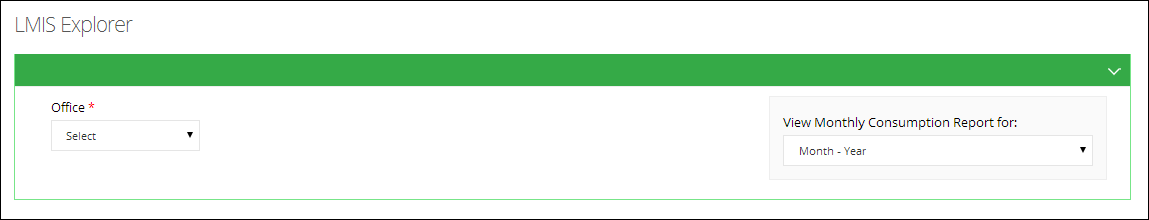 LMIS Explorer
Office *
Select
View Monthly Consumption Report for:
Month - Year